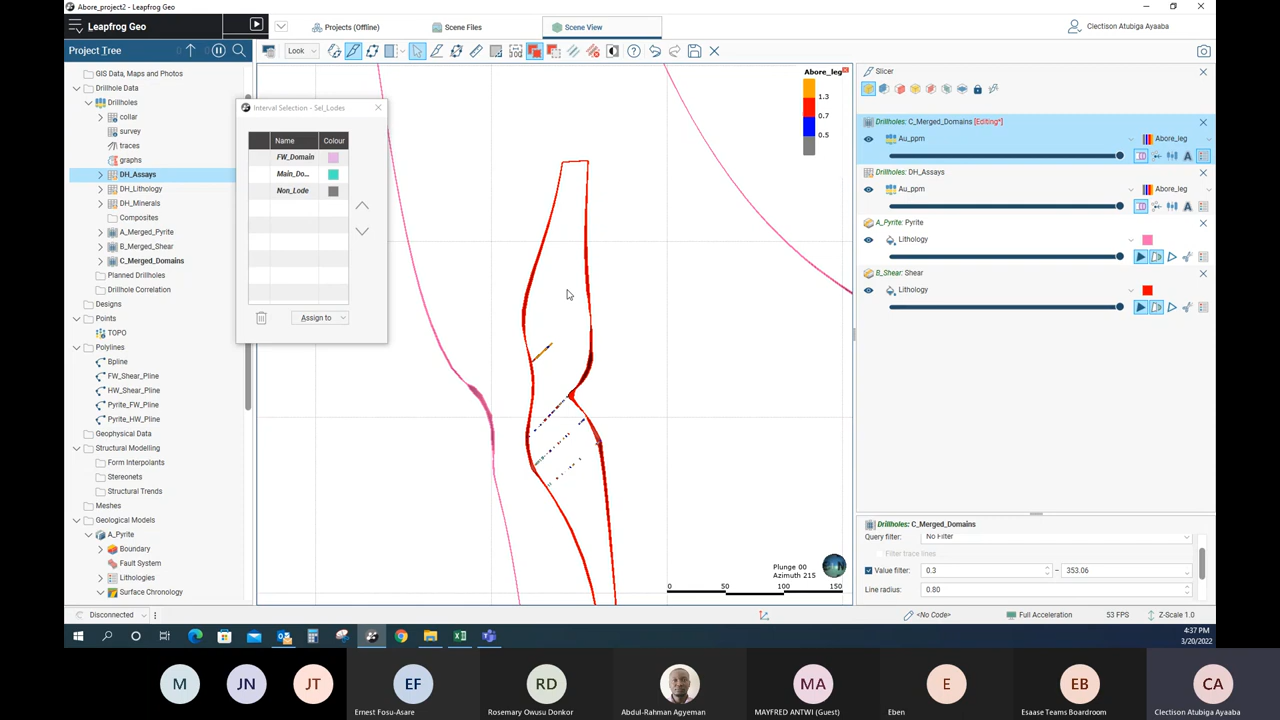 Abore_project2 - Leapfrog Geo
Leapfrog Geo
Projects (Offline)
Scene Files
Scene View
Clectison Atubiga Ayaaba
Project Tree
0
0
Look
GIS Data, Maps and Photos
Drillhole Data
Drillholes
collar
survey
traces
graphs
DH_Assays
DH_Lithology
DH_Minerals
Composites
A_Merged_Pyrite
B_Merged_Shear
C_Merged_Domains
Planned Drillholes
Drillhole Correlation
Designs
Points
TOPO
Polylines
Bpline
FW_Shear_Pline
HW_Shear_Pline
Pyrite_FW_Pline
Pyrite_HW_Pline
Geophysical Data
Structural Modelling
Form Interpolants
Stereonets
Structural Trends
Meshes
Geological Models
A_Pyrite
Boundary
Fault System
Lithologies
Surface Chronology
Disconnected
Interval Selection - Sel_Lodes
Name Colour
FW_Domain
Main_Do...
Non_Lode
Assign to
Abore_leg
1.3
0.7
0.5
Plunge 00
Azimuth 215
0 50 100 150
Slicer
Drillholes: C_Merged_Domains [Editing*]
Au_ppm
Abore_leg
Drillholes: DH_Assays
Au_ppm
Abore_leg
A_Pyrite: Pyrite
Lithology
B_Shear: Shear
Lithology
Drillholes: C_Merged_Domains
Query filter: No Filter
Filter trace lines
Value filter: 0.3 – 353.06
Line radius: 0.80
<No Code>
Full Acceleration
53 FPS
Z-Scale 1.0
4:37 PM
3/20/2022
M
JN
JT
EF
Ernest Fosu-Asare
RD
Rosemary Owusu Donkor
Abdul-Rahman Agyeman
MA
MAYFRED ANTWI (Guest)
E
Eben
EB
Esaase Teams Boardroom
CA
Clectison Atubiga Ayaaba